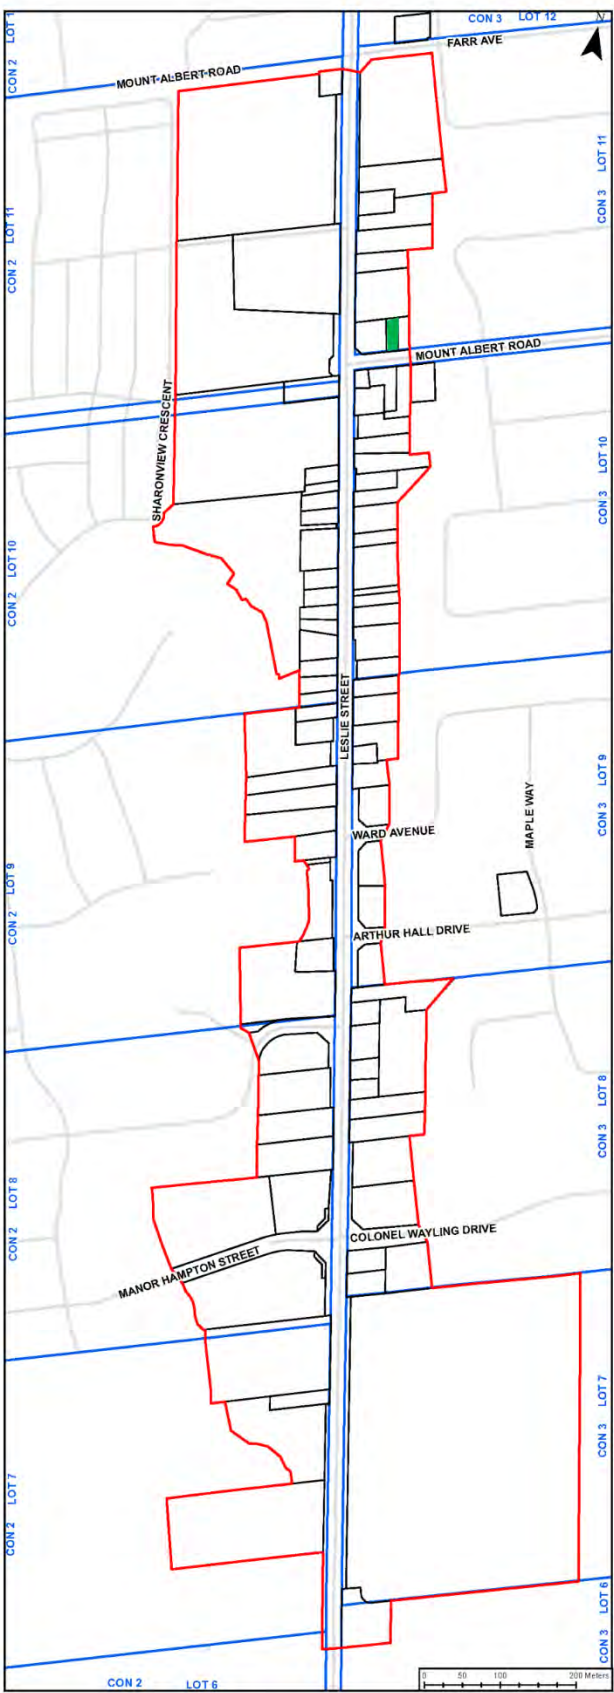 CON 3 LOT 12
N
FARR AVE
CON 2 LOT 1
MOUNT ALBERT ROAD
CON 3 LOT 11
CON 2 LOT 11
MOUNT ALBERT ROAD
SHARONVIEW CRESCENT
CON 3 LOT 10
CON 2 LOT 10
LESLIE STREET
CON 3 LOT 9
MAPLE WAY
WARD AVENUE
CON 2 LOT 9
ARTHUR HALL DRIVE
CON 3 LOT 8
CON 2 LOT 8
COLONEL WAYLING DRIVE
MANOR HAMPTON STREET
CON 3 LOT 7
CON 2 LOT 7
CON 3 LOT 6
0 50 100 200 Meters
CON 2 LOT 6